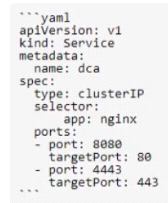 ```yaml
apiVersion: v1
kind: Service
metadata:
  name: dca
spec:
  type: clusterIP
  selector:
      app: nginx
  ports:
  - port: 8080
    targetPort: 80
  - port: 4443
    targetPort: 443
```